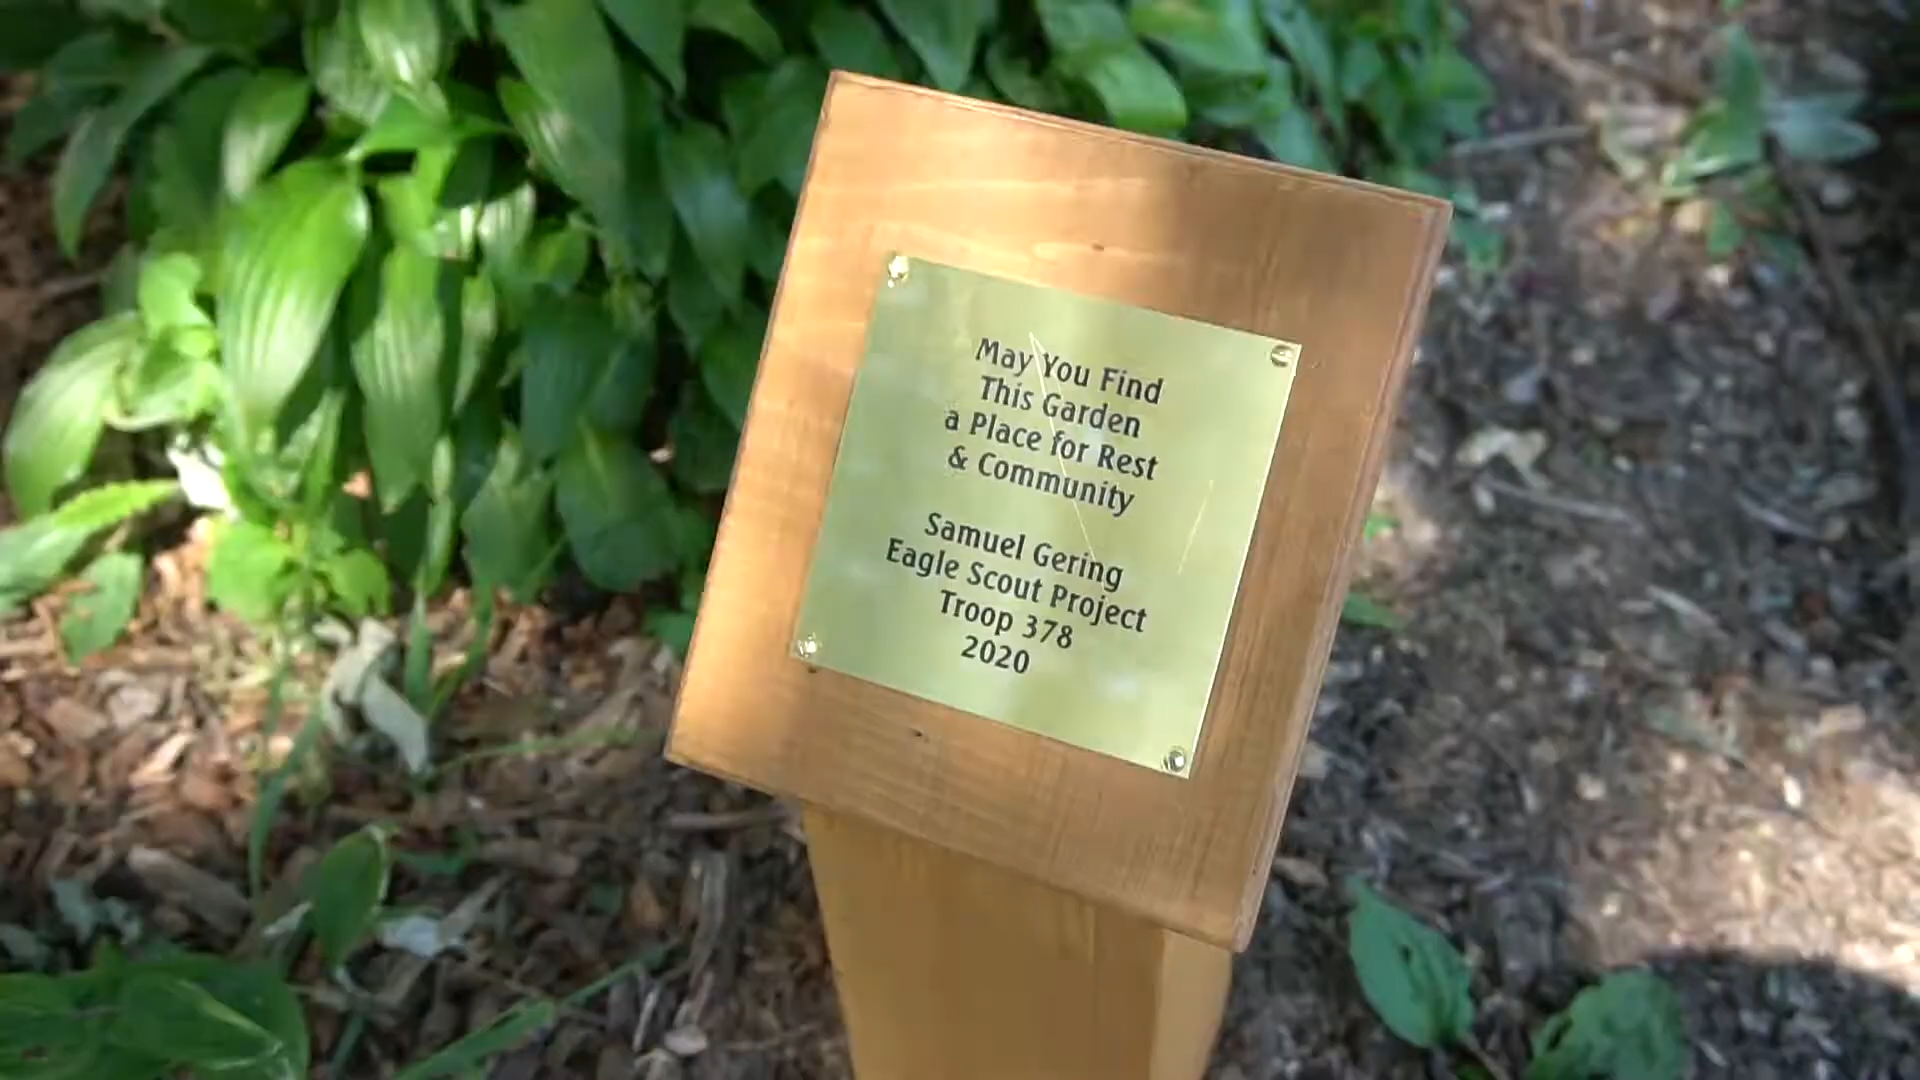 May You Find
This Garden
a Place for Rest
& Community
Samuel Gering
Eagle Scout Project
Troop 378
2020